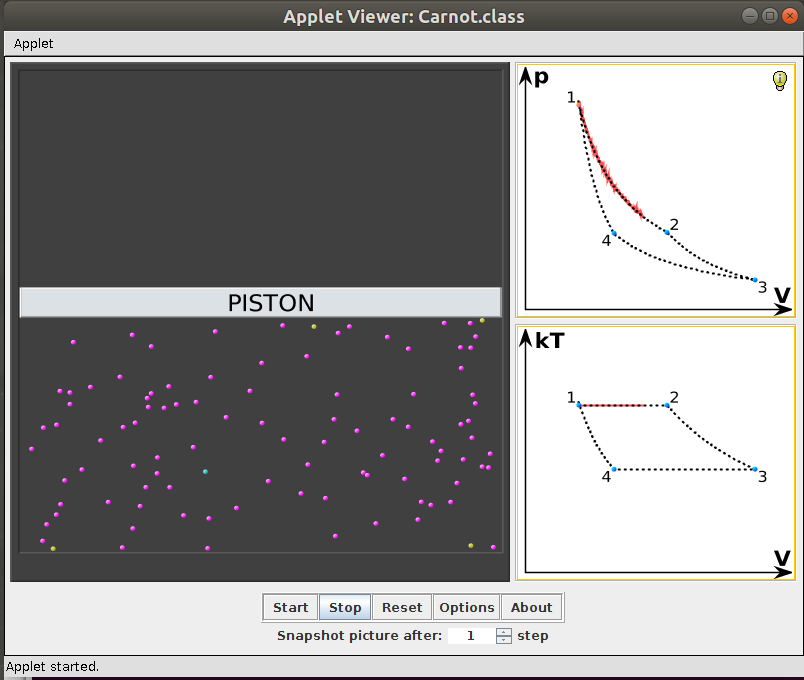 Applet Viewer: Carnot.class
Applet
PISTON
p
1
2
4
3
V
kT
1
2
4
3
V
Start Stop Reset Options About
Snapshot picture after: 1 step
Applet started.